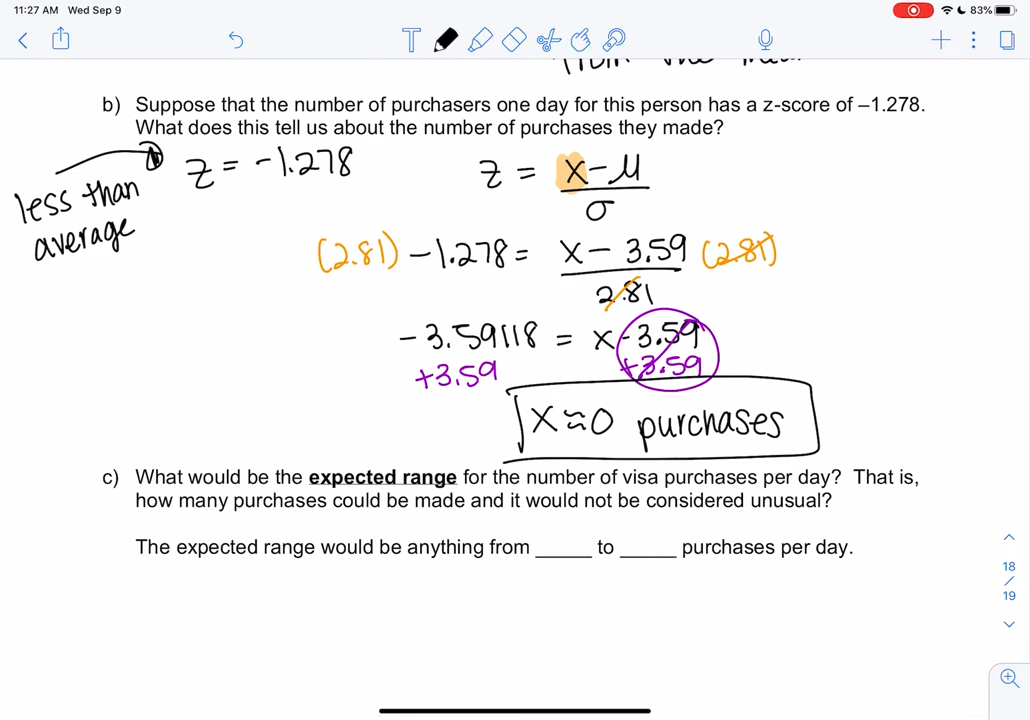 11:27 AM Wed Sep 9
83%
T
from the mean
b) Suppose that the number of purchasers one day for this person has a z-score of –1.278.
What does this tell us about the number of purchases they made?
less than
average
z = -1.278
z = x - μ
σ
(2.81) -1.278 = x - 3.59 (2.81)
2.81
-3.59118 = x - 3.59
+3.59 +3.59
x ≈ 0 purchases
c) What would be the expected range for the number of visa purchases per day? That is,
how many purchases could be made and it would not be considered unusual?
The expected range would be anything from _____ to _____ purchases per day.
18
/
19